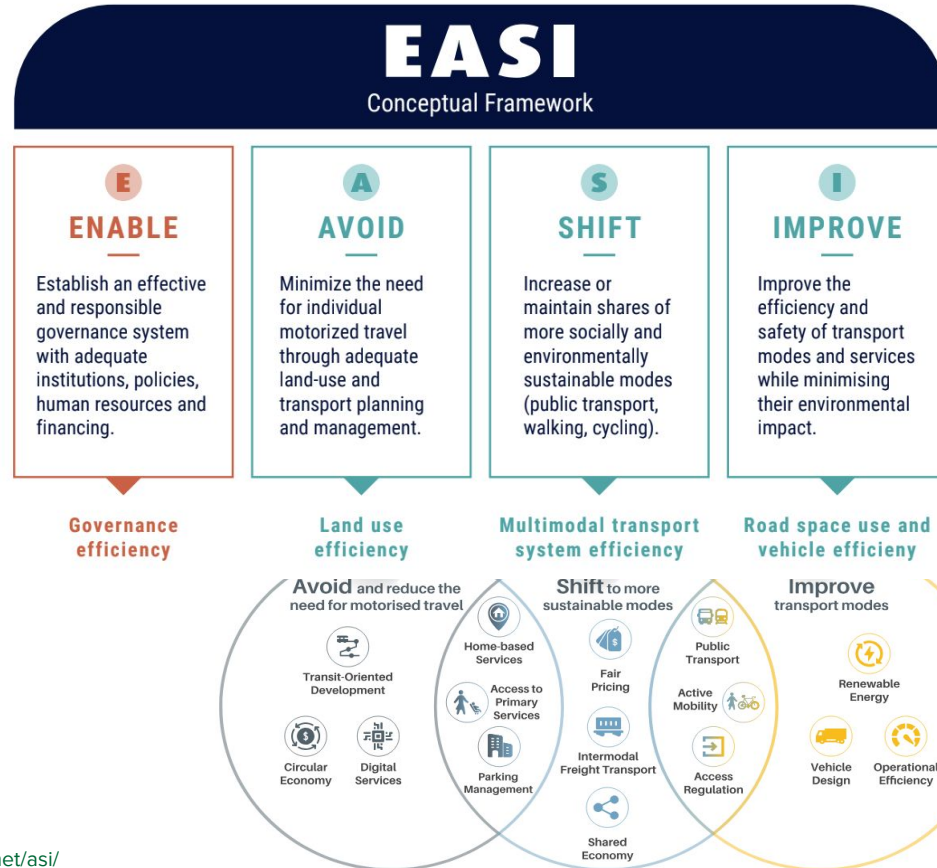 EASI
Conceptual Framework
E
ENABLE
Establish an effective
and responsible
governance system
with adequate
institutions, policies,
human resources and
financing.
Governance
efficiency
A
AVOID
Minimize the need
for individual
motorized travel
through adequate
land-use and
transport planning
and management.
Land use
efficiency
S
SHIFT
Increase or
maintain shares of
more socially and
environmentally
sustainable modes
(public transport,
walking, cycling).
Multimodal transport
system efficiency
I
IMPROVE
Improve the
efficiency and
safety of transport
modes and services
while minimising
their environmental
impact.
Road space use and
vehicle efficieny
Avoid and reduce the
need for motorised travel
Transit-Oriented
Development
Circular
Economy
Digital
Services
Home-based
Services
Access to
Primary
Services
Parking
Management
Shift to more
sustainable modes
Fair
Pricing
Intermodal
Freight Transport
Shared
Economy
Public
Transport
Active
Mobility
Access
Regulation
Improve
transport modes
Renewable
Energy
Vehicle
Design
Operational
Efficiency
net/asi/